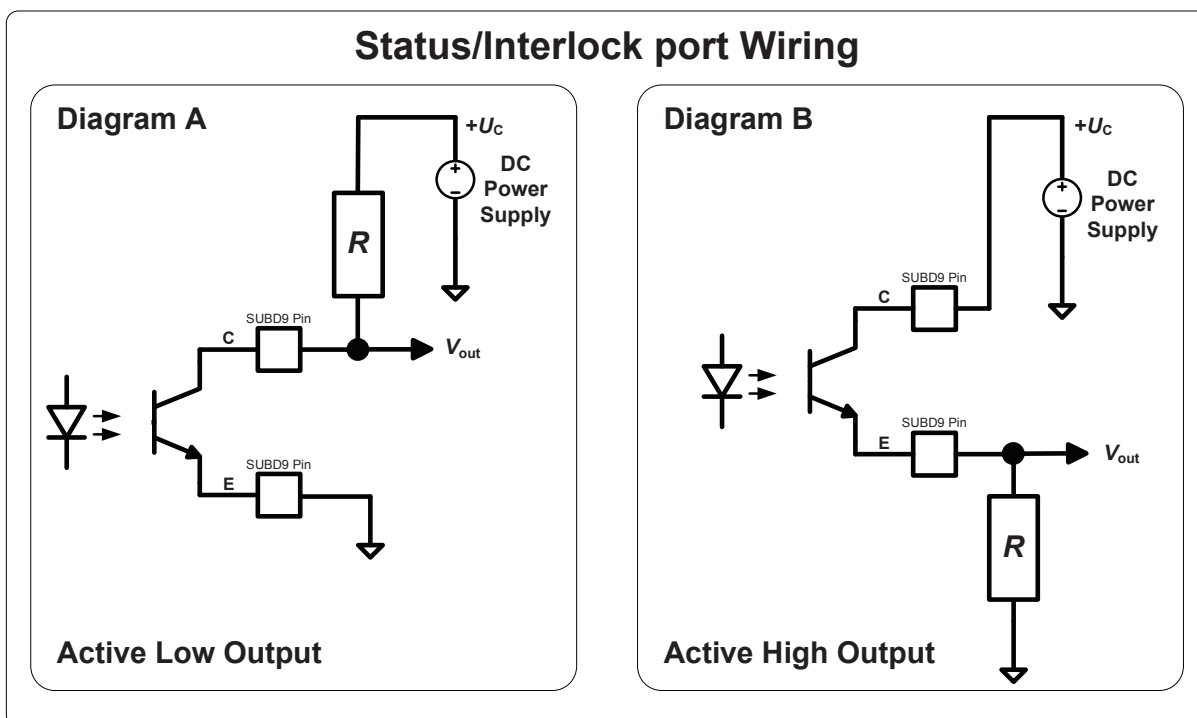 Status/Interlock port Wiring
Diagram A
+UC
+
−
DC
Power
Supply
R
SUBD9 Pin
C
Vout
SUBD9 Pin
E
Active Low Output
Diagram B
+UC
+
−
DC
Power
Supply
SUBD9 Pin
C
SUBD9 Pin
E
Vout
R
Active High Output